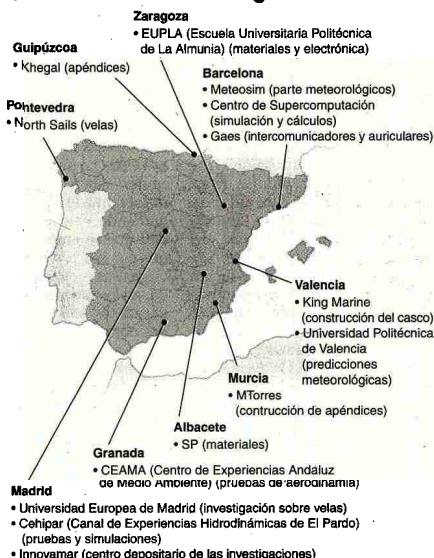 Zaragoza
• EUPLA (Escuela Universitaria Politécnica
de La Almunia) (materiales y electrónica)
Guipúzcoa
• Khegal (apéndices)
Barcelona
• Meteosim (parte meteorológicos)
• Centro de Supercomputación
(simulación y cálculos)
• Gaes (intercomunicadores y auriculares)
Pontevedra
• North Sails (velas)
Valencia
• King Marine
(construcción del casco)
• Universidad Politécnica
de Valencia
(predicciones
meteorológicas)
Murcia
• MTorres
(contrucción de apéndices)
Albacete
• SP (materiales)
Granada
• CEAMA (Centro de Experiencias Andaluz
de Medio Ambiente) (pruebas de aerodinamia)
Madrid
• Universidad Europea de Madrid (investigación sobre velas)
• Cehipar (Canal de Experiencias Hidrodinámicas de El Pardo)
(pruebas y simulaciones)
• Innovamar (centro depositario de las investigaciones)